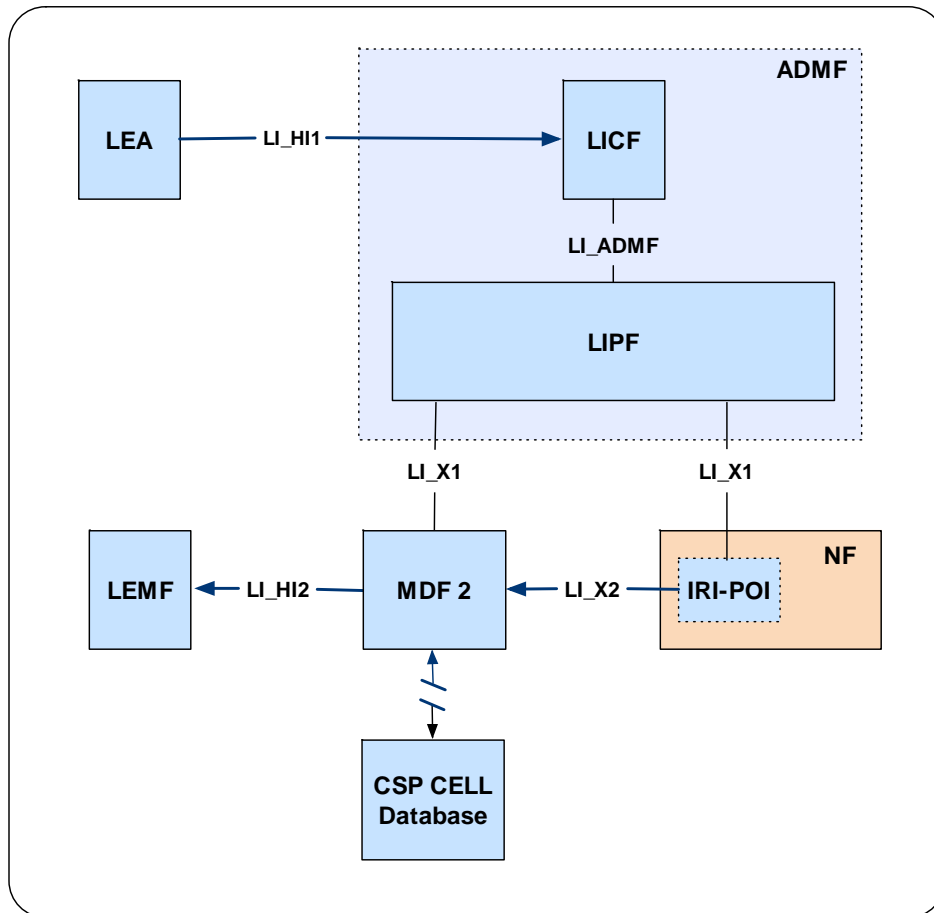 ADMF
LEA
LI_HI1
LICF
LI_ADMF
LIPF
LI_X1
LI_X1
NF
LEMF
LI_HI2
MDF 2
LI_X2
IRI-POI
CSP CELL
Database